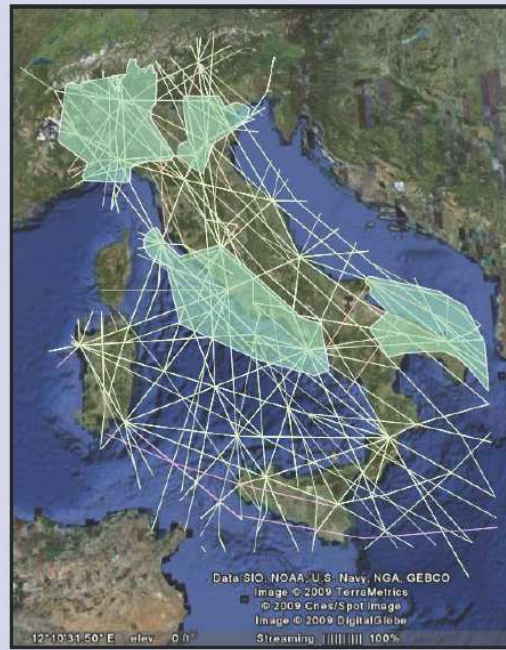 Data SIO, NOAA, U.S. Navy, NGA, GEBCO
Image © 2009 TerraMetrics
© 2009 Cnes/Spot Image
Image © 2009 DigitalGlobe
12°10'31.50" E elev 0 ft Streaming |||||||||| 100%